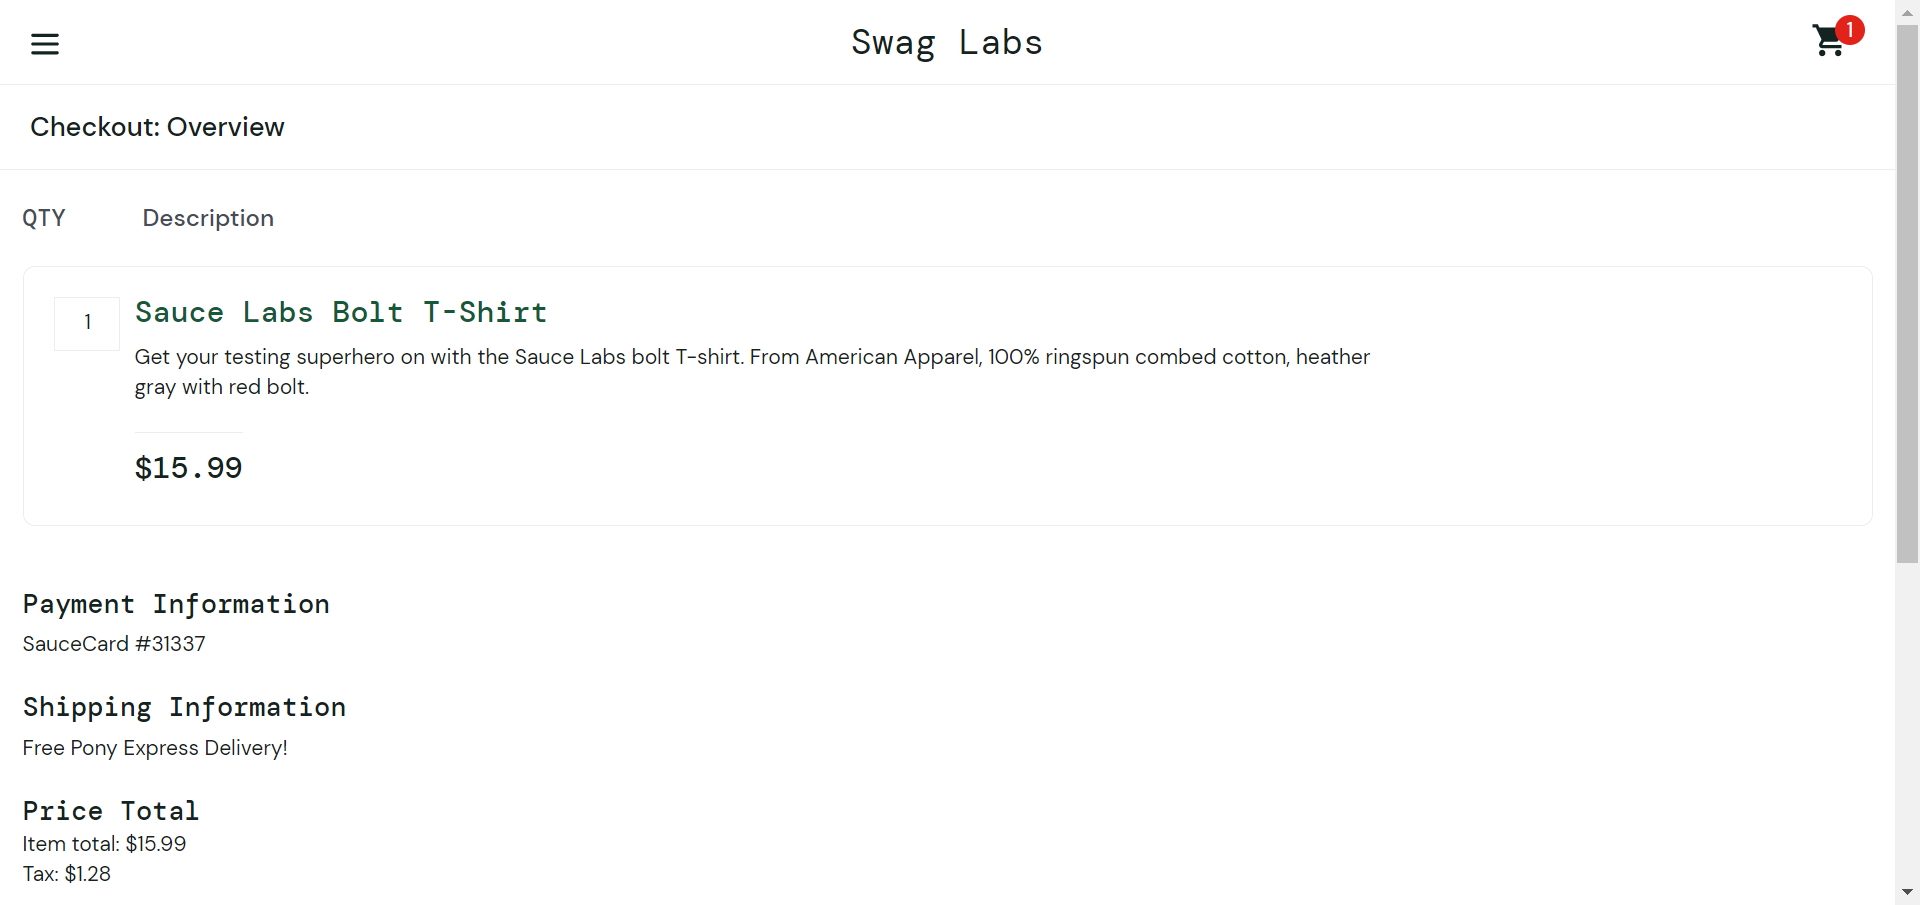 Swag Labs
1
Checkout: Overview
QTY Description
1
Sauce Labs Bolt T-Shirt
Get your testing superhero on with the Sauce Labs bolt T-shirt. From American Apparel, 100% ringspun combed cotton, heather
gray with red bolt.
$15.99
Payment Information
SauceCard #31337
Shipping Information
Free Pony Express Delivery!
Price Total
Item total: $15.99
Tax: $1.28